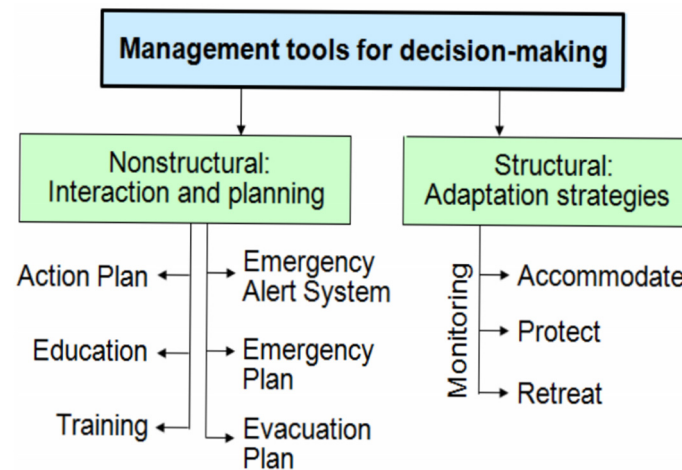 Management tools for decision-making
Nonstructural:
Interaction and planning
Structural:
Adaptation strategies
Action Plan
Education
Training
Emergency
Alert System
Emergency
Plan
Evacuation
Plan
Monitoring
Accommodate
Protect
Retreat